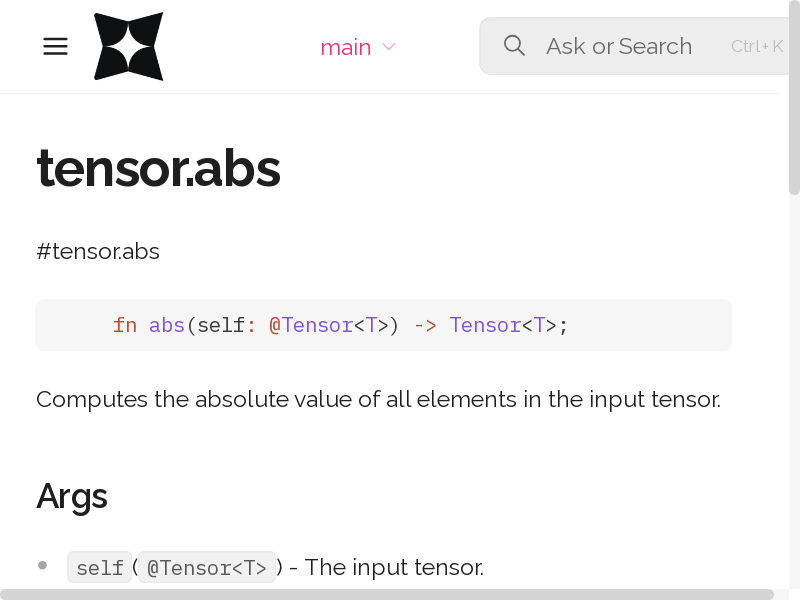 main
Ask or Search
Ctrl+K
tensor.abs
#tensor.abs
fn abs(self: @Tensor<T>) -> Tensor<T>;
Computes the absolute value of all elements in the input tensor.
Args
self(@Tensor<T>) - The input tensor.